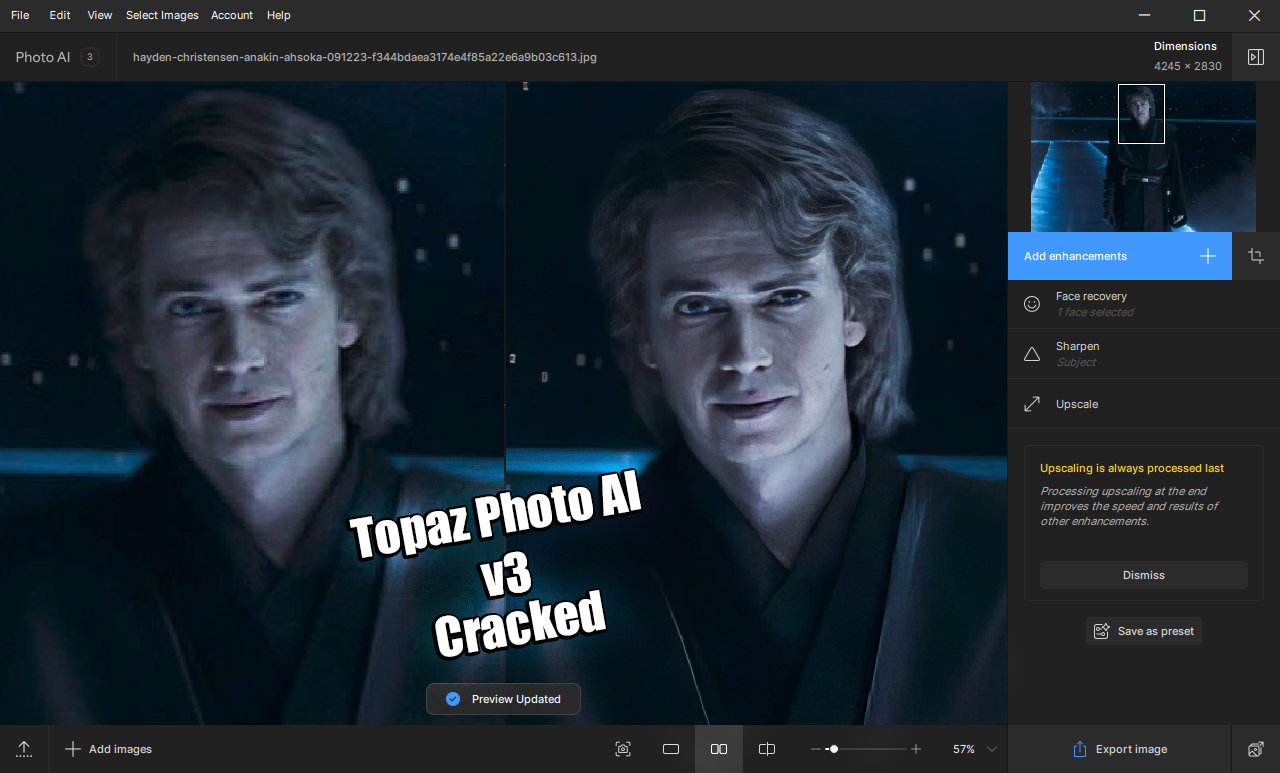 File Edit View Select Images Account Help
Photo AI 3 hayden-christensen-anakin-ahsoka-091223-f344bdaea3174e4f85a22e6a9b03c613.jpg
Dimensions
4245 × 2830
Add enhancements
Face recovery
1 face selected
Sharpen
Subject
Upscale
Upscaling is always processed last
Processing upscaling at the end
improves the speed and results of
other enhancements.
Dismiss
Save as preset
Topaz Photo AI
v3
Cracked
Preview Updated
Add images 57% Export image